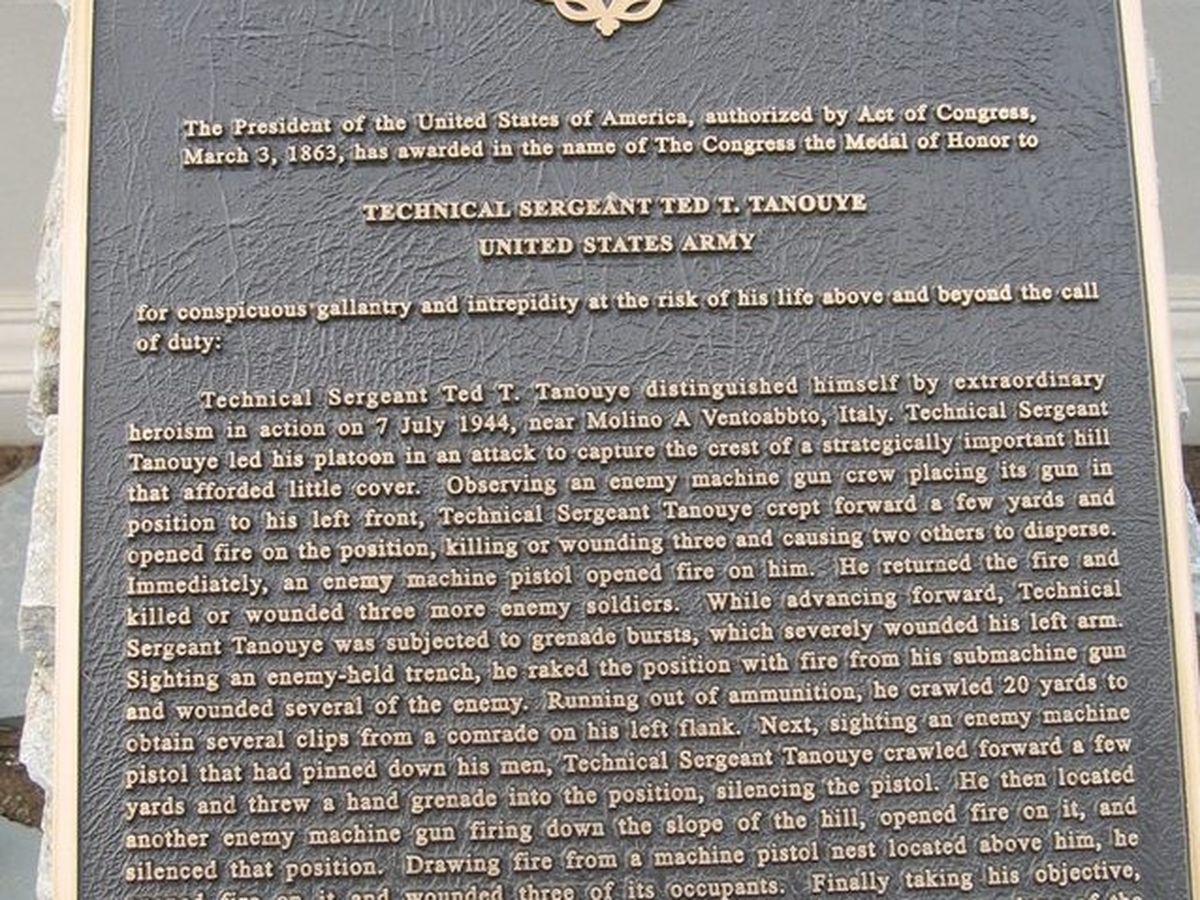 The President of the United States of America, authorized by Act of Congress,
March 3, 1863, has awarded in the name of The Congress the Medal of Honor to
TECHNICAL SERGEANT TED T. TANOUYE
UNITED STATES ARMY
for conspicuous gallantry and intrepidity at the risk of his life above and beyond the call
of duty:
Technical Sergeant Ted T. Tanouye distinguished himself by extraordinary
heroism in action on 7 July 1944, near Molino A Ventoabbto, Italy. Technical Sergeant
Tanouye led his platoon in an attack to capture the crest of a strategically important hill
that afforded little cover. Observing an enemy machine gun crew placing its gun in
position to his left front, Technical Sergeant Tanouye crept forward a few yards and
opened fire on the position, killing or wounding three and causing two others to disperse.
Immediately, an enemy machine pistol opened fire on him. He returned the fire and
killed or wounded three more enemy soldiers. While advancing forward, Technical
Sergeant Tanouye was subjected to grenade bursts, which severely wounded his left arm.
Sighting an enemy-held trench, he raked the position with fire from his submachine gun
and wounded several of the enemy. Running out of ammunition, he crawled 20 yards to
obtain several clips from a comrade on his left flank. Next, sighting an enemy machine
pistol that had pinned down his men, Technical Sergeant Tanouye crawled forward a few
yards and threw a hand grenade into the position, silencing the pistol. He then located
another enemy machine gun firing down the slope of the hill, opened fire on it, and
silenced that position. Drawing fire from a machine pistol nest located above him, he
fire on it and wounded three of its occupants. Finally taking his objective,
of the